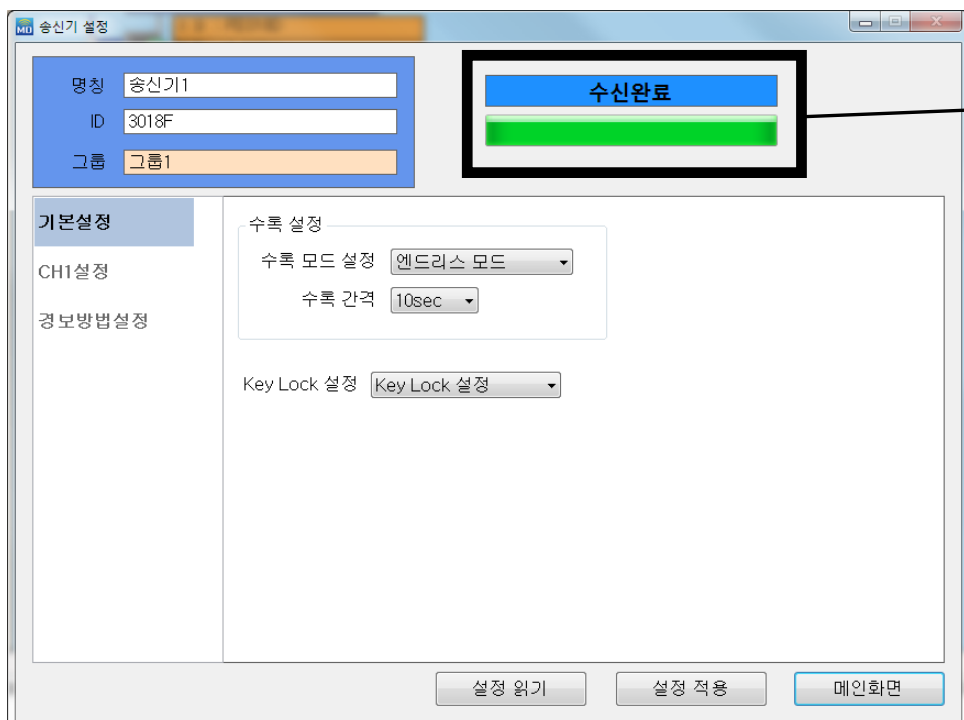 MD 송신기 설정
명칭 송신기1
ID 3018F
그룹 그룹1
수신완료
기본설정
CH1설정
경보방법설정
수록 설정
수록 모드 설정 엔드리스 모드
수록 간격 10sec
Key Lock 설정 Key Lock 설정
설정 읽기 설정 적용 메인화면